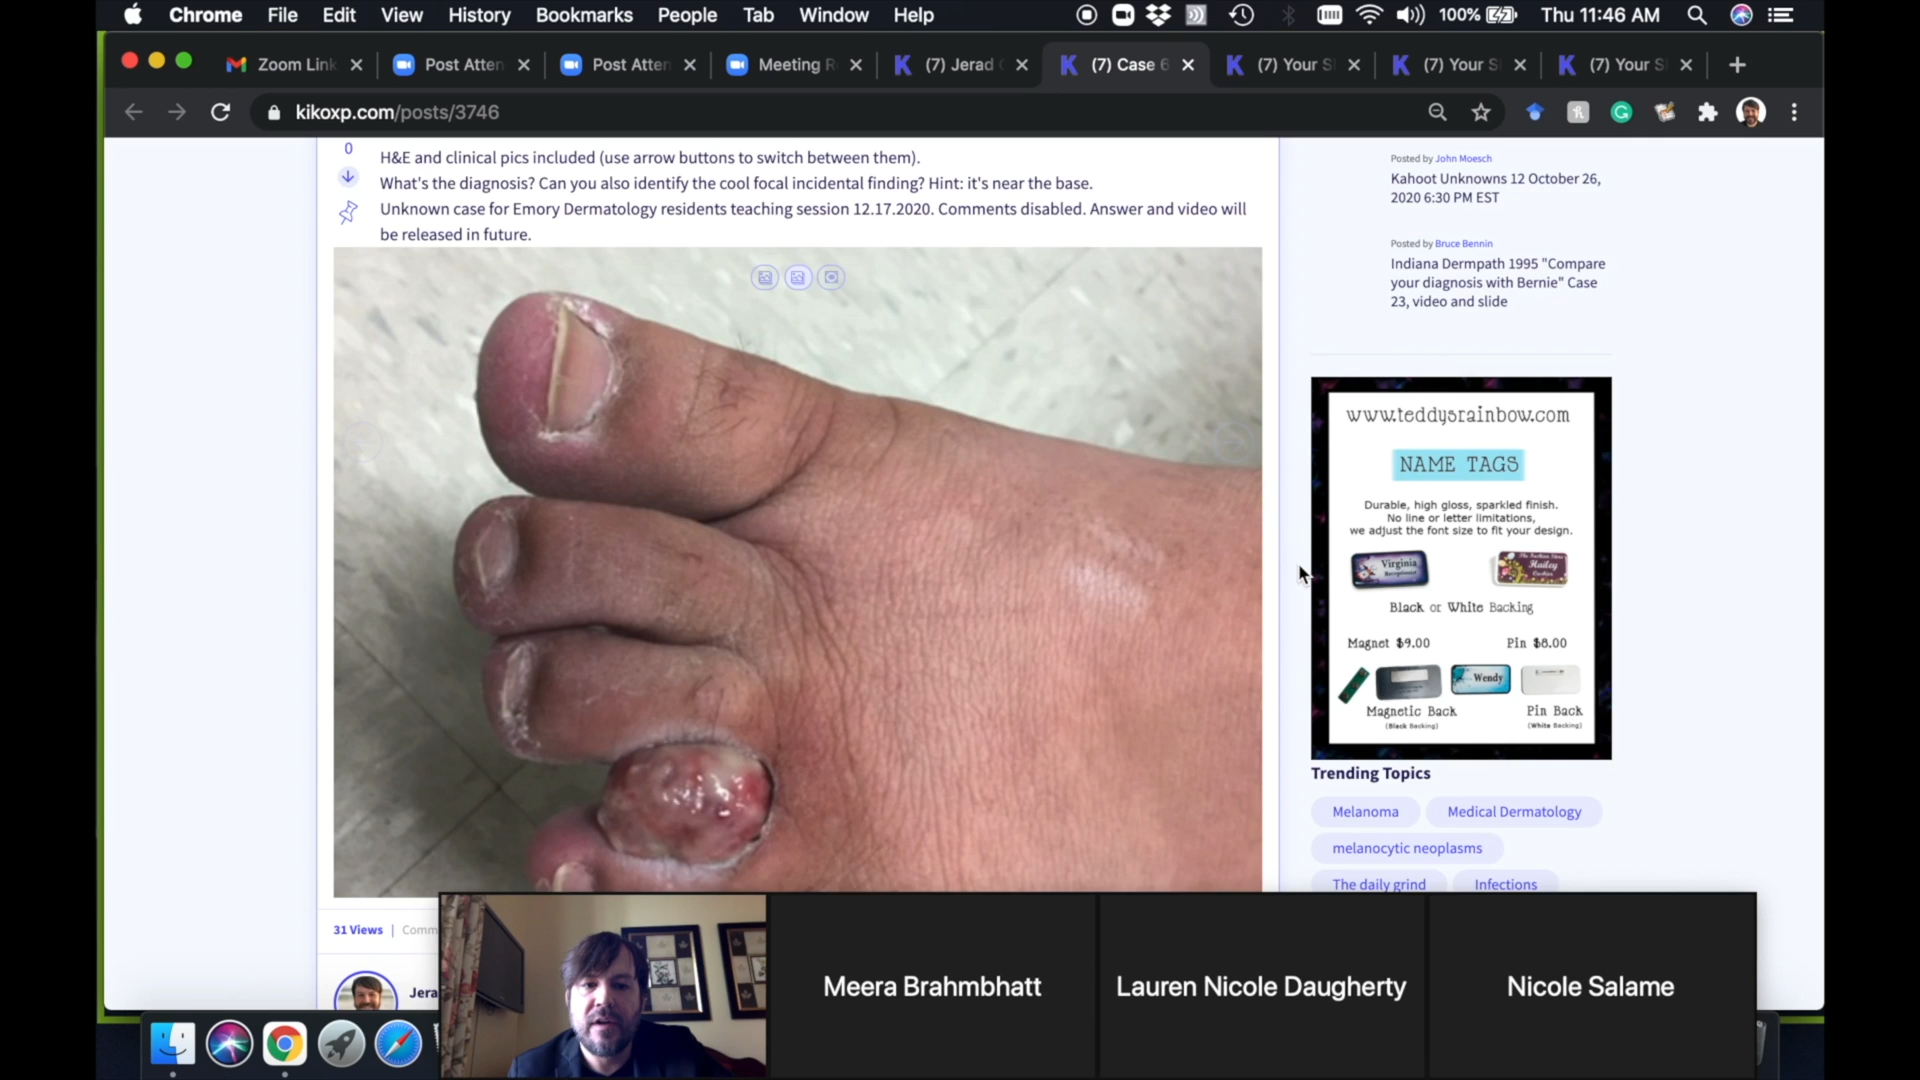 Chrome File Edit View History Bookmarks People Tab Window Help 100% Thu 11:46 AM
Zoom Link Post Atten Post Atten Meeting R (7) Jerad (7) Case 6 (7) Your S (7) Your S (7) Your S
kikoxp.com/posts/3746
0
H&E and clinical pics included (use arrow buttons to switch between them).
What's the diagnosis? Can you also identify the cool focal incidental finding? Hint: it's near the base.
Unknown case for Emory Dermatology residents teaching session 12.17.2020. Comments disabled. Answer and video will
be released in future.
31 Views | Comm
Jera
Posted by John Moesch
Kahoot Unknowns 12 October 26,
2020 6:30 PM EST
Posted by Bruce Bennin
Indiana Dermpath 1995 "Compare
your diagnosis with Bernie" Case
23, video and slide
www.teddysrainbow.com
NAME TAGS
Durable, high gloss, sparkled finish.
No line or letter limitations,
we adjust the font size to fit your design.
Virginia
Hailey
Black or White Backing
Magnet $9.00 Pin $8.00
Wendy
Magnetic Back Pin Back
(Black Backing) (White Backing)
Trending Topics
Melanoma Medical Dermatology
melanocytic neoplasms
The daily grind Infections
Meera Brahmbhatt Lauren Nicole Daugherty Nicole Salame